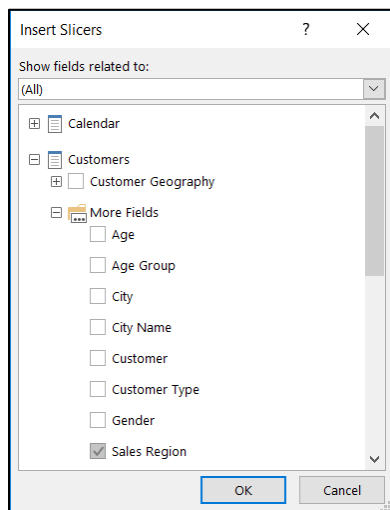 Insert Slicers
Show fields related to:
(All)
Calendar
Customers
Customer Geography
More Fields
Age
Age Group
City
City Name
Customer
Customer Type
Gender
Sales Region
OK Cancel